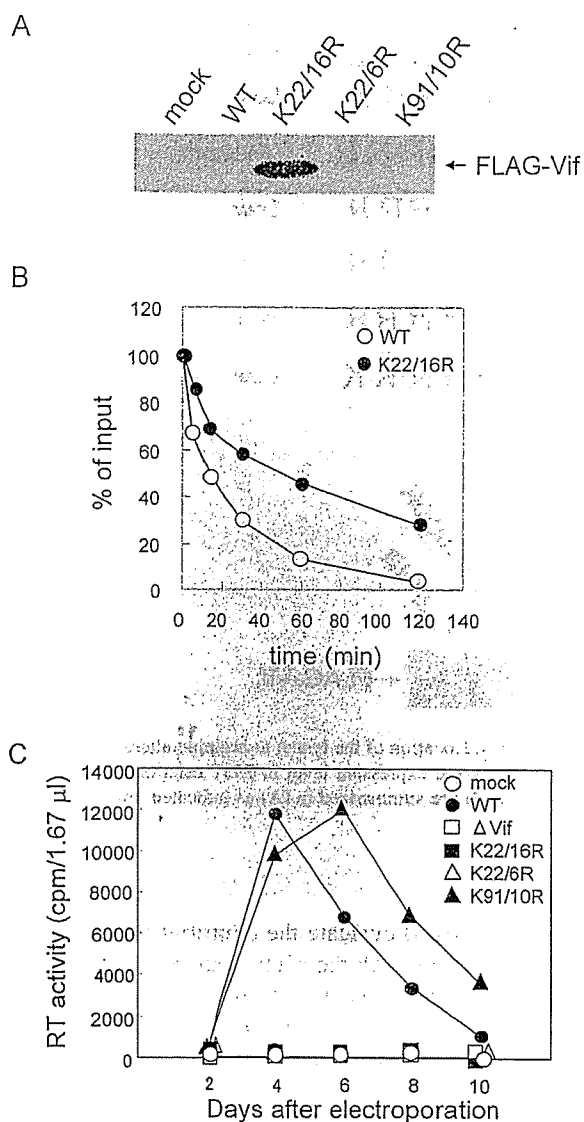 A
mock
WT
K22/16R
K22/6R
K91/10R
← FLAG-Vif
B
120
100
80
60
40
20
0
% of input
WT
K22/16R
0 20 40 60 80 100 120 140
time (min)
C
14000
12000
10000
8000
6000
4000
2000
0
RT activity (cpm/1.67 µl)
mock
WT
ΔVif
K22/16R
K22/6R
K91/10R
2 4 6 8 10
Days after electroporation